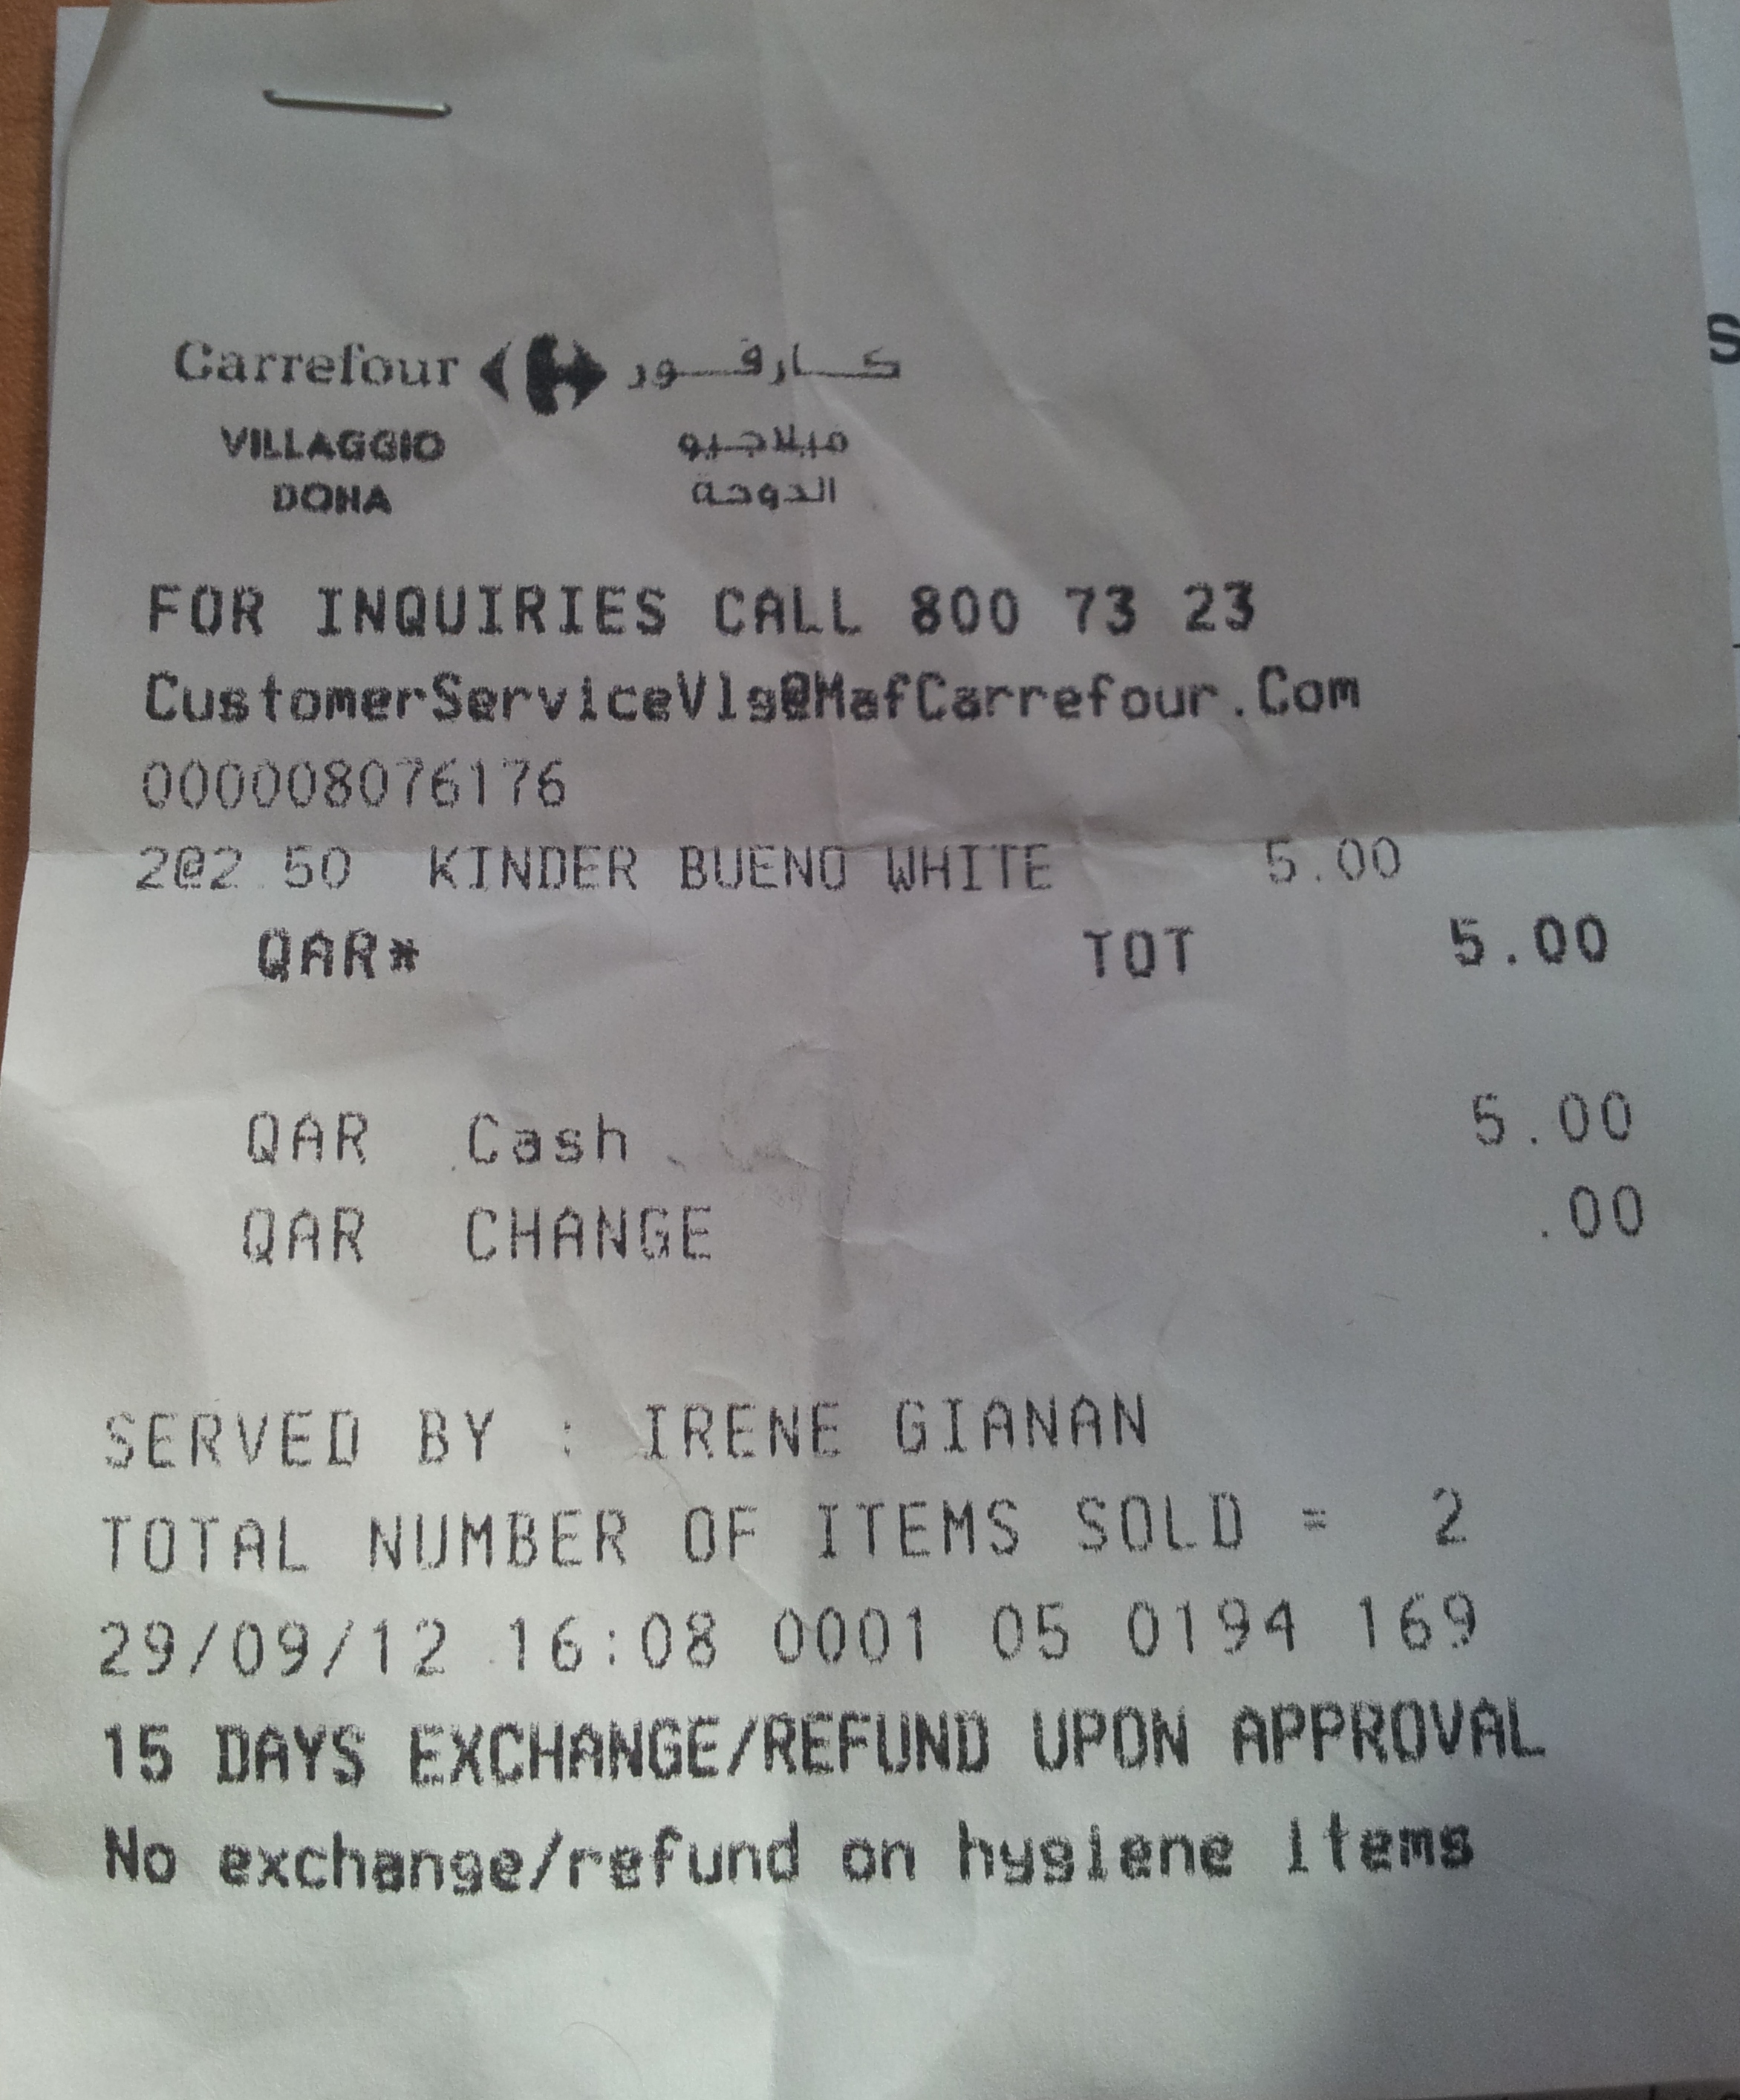 Carrefour كارفور
VILLAGGIO فيلاجيو
DOHA الدوحة
FOR INQUIRIES CALL 800 73 23
CustomerServiceVlg@MafCarrefour.Com
000008076176
2@2.50 KINDER BUENO WHITE 5.00
QAR* TOT 5.00
QAR Cash 5.00
QAR CHANGE .00
SERVED BY : IRENE GIANAN
TOTAL NUMBER OF ITEMS SOLD = 2
29/09/12 16:08 0001 05 0194 169
15 DAYS EXCHANGE/REFUND UPON APPROVAL
No exchange/refund on hygiene items